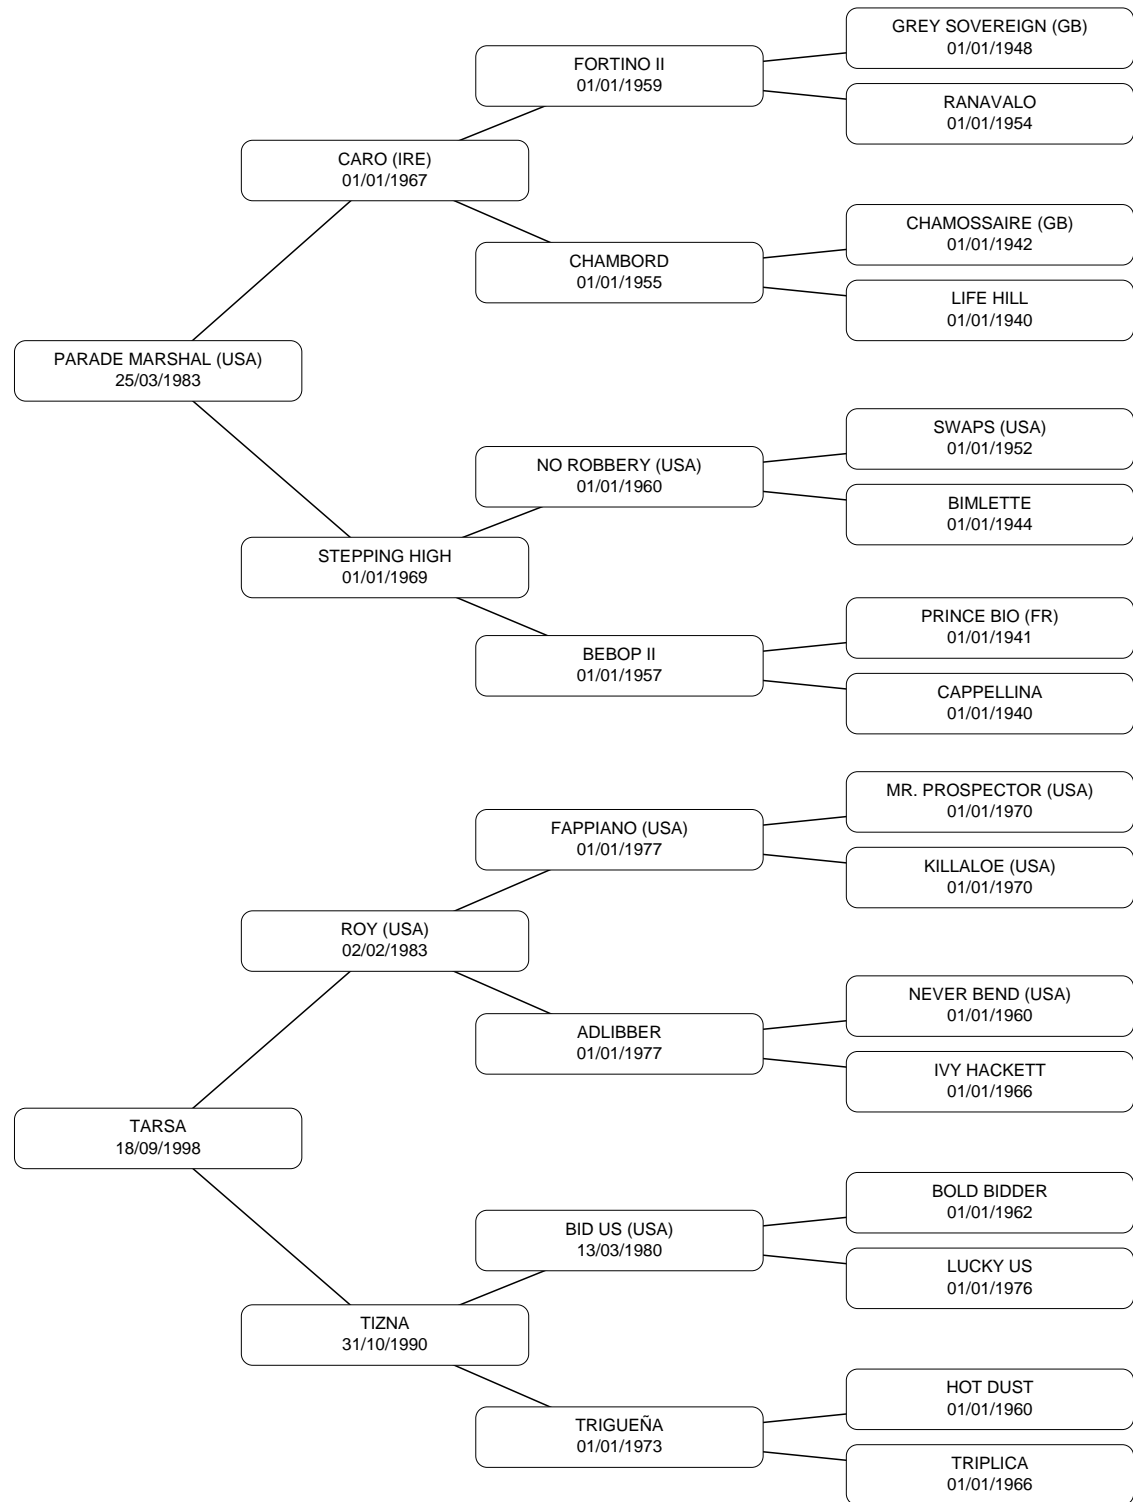 GREY SOVEREIGN (GB)
01/01/1948
FORTINO II
01/01/1959
RANAVALO
01/01/1954
CARO (IRE)
01/01/1967
CHAMOSSAIRE (GB)
01/01/1942
CHAMBORD
01/01/1955
LIFE HILL
01/01/1940
PARADE MARSHAL (USA)
25/03/1983
SWAPS (USA)
01/01/1952
NO ROBBERY (USA)
01/01/1960
BIMLETTE
01/01/1944
STEPPING HIGH
01/01/1969
PRINCE BIO (FR)
01/01/1941
BEBOP II
01/01/1957
CAPPELLINA
01/01/1940
MR. PROSPECTOR (USA)
01/01/1970
FAPPIANO (USA)
01/01/1977
KILLALOE (USA)
01/01/1970
ROY (USA)
02/02/1983
NEVER BEND (USA)
01/01/1960
ADLIBBER
01/01/1977
IVY HACKETT
01/01/1966
TARSA
18/09/1998
BOLD BIDDER
01/01/1962
BID US (USA)
13/03/1980
LUCKY US
01/01/1976
TIZNA
31/10/1990
HOT DUST
01/01/1960
TRIGUEÑA
01/01/1973
TRIPLICA
01/01/1966